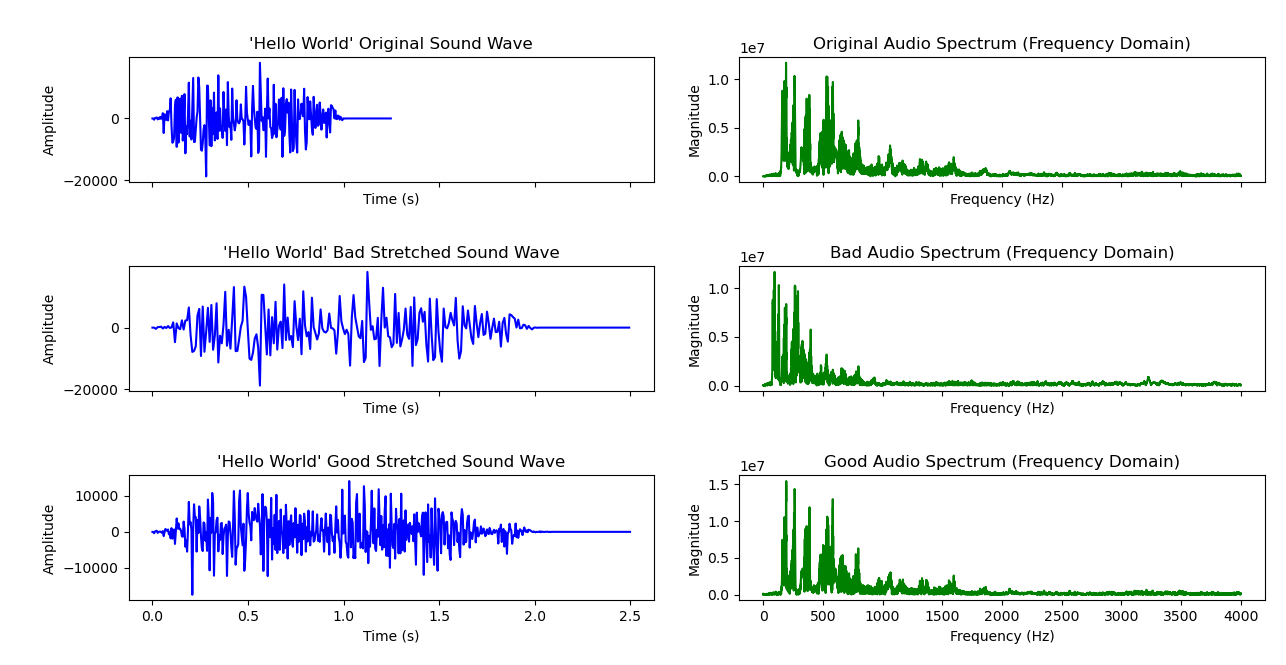 'Hello World' Original Sound Wave
Amplitude
0
−20000
Time (s)
Original Audio Spectrum (Frequency Domain)
1e7
Magnitude
1.0
0.5
0.0
Frequency (Hz)
'Hello World' Bad Stretched Sound Wave
Amplitude
0
−20000
Time (s)
Bad Audio Spectrum (Frequency Domain)
1e7
Magnitude
1.0
0.5
0.0
Frequency (Hz)
'Hello World' Good Stretched Sound Wave
Amplitude
10000
0
−10000
0.0 0.5 1.0 1.5 2.0 2.5
Time (s)
Good Audio Spectrum (Frequency Domain)
1e7
Magnitude
1.5
1.0
0.5
0.0
0 500 1000 1500 2000 2500 3000 3500 4000
Frequency (Hz)